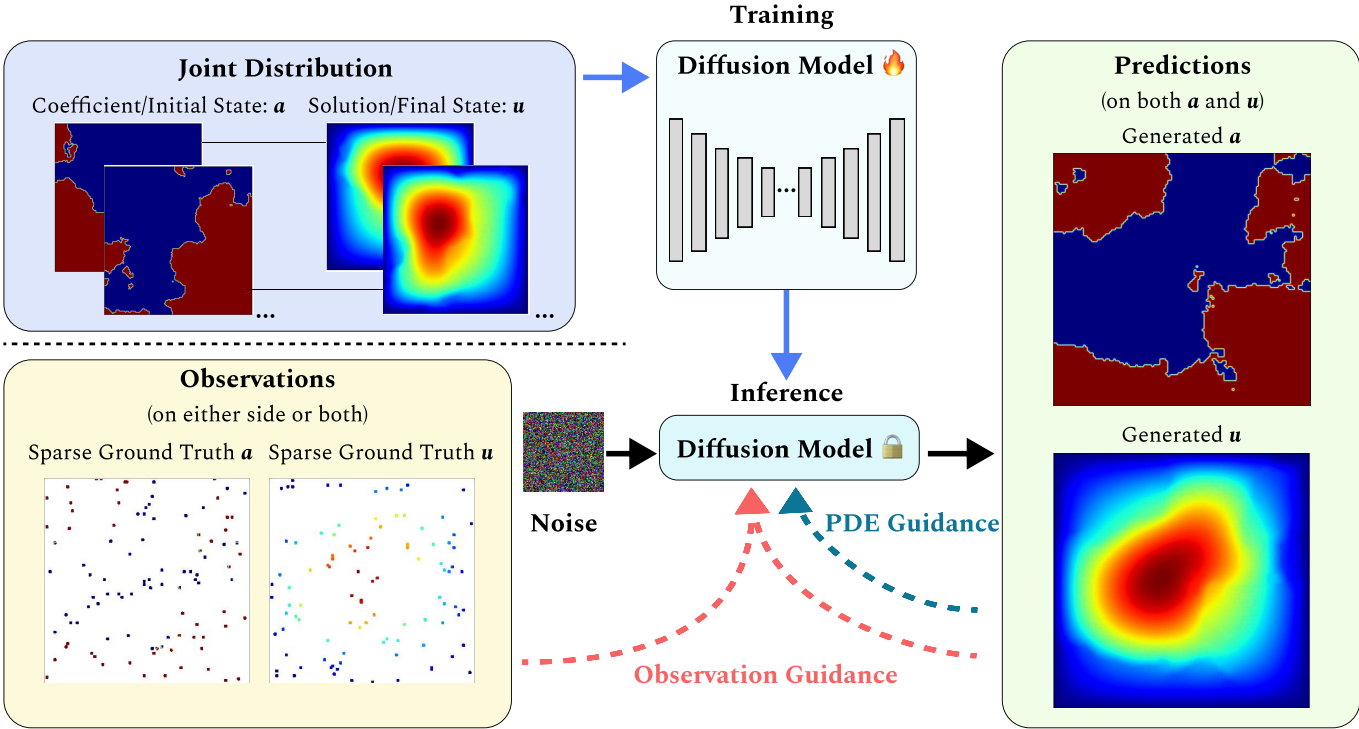 Training
Joint Distribution
Coefficient/Initial State: a
Solution/Final State: u
...
...
Diffusion Model
...
Predictions
(on both a and u)
Generated a
Generated u
Observations
(on either side or both)
Sparse Ground Truth a
Sparse Ground Truth u
Noise
Inference
Diffusion Model
PDE Guidance
Observation Guidance